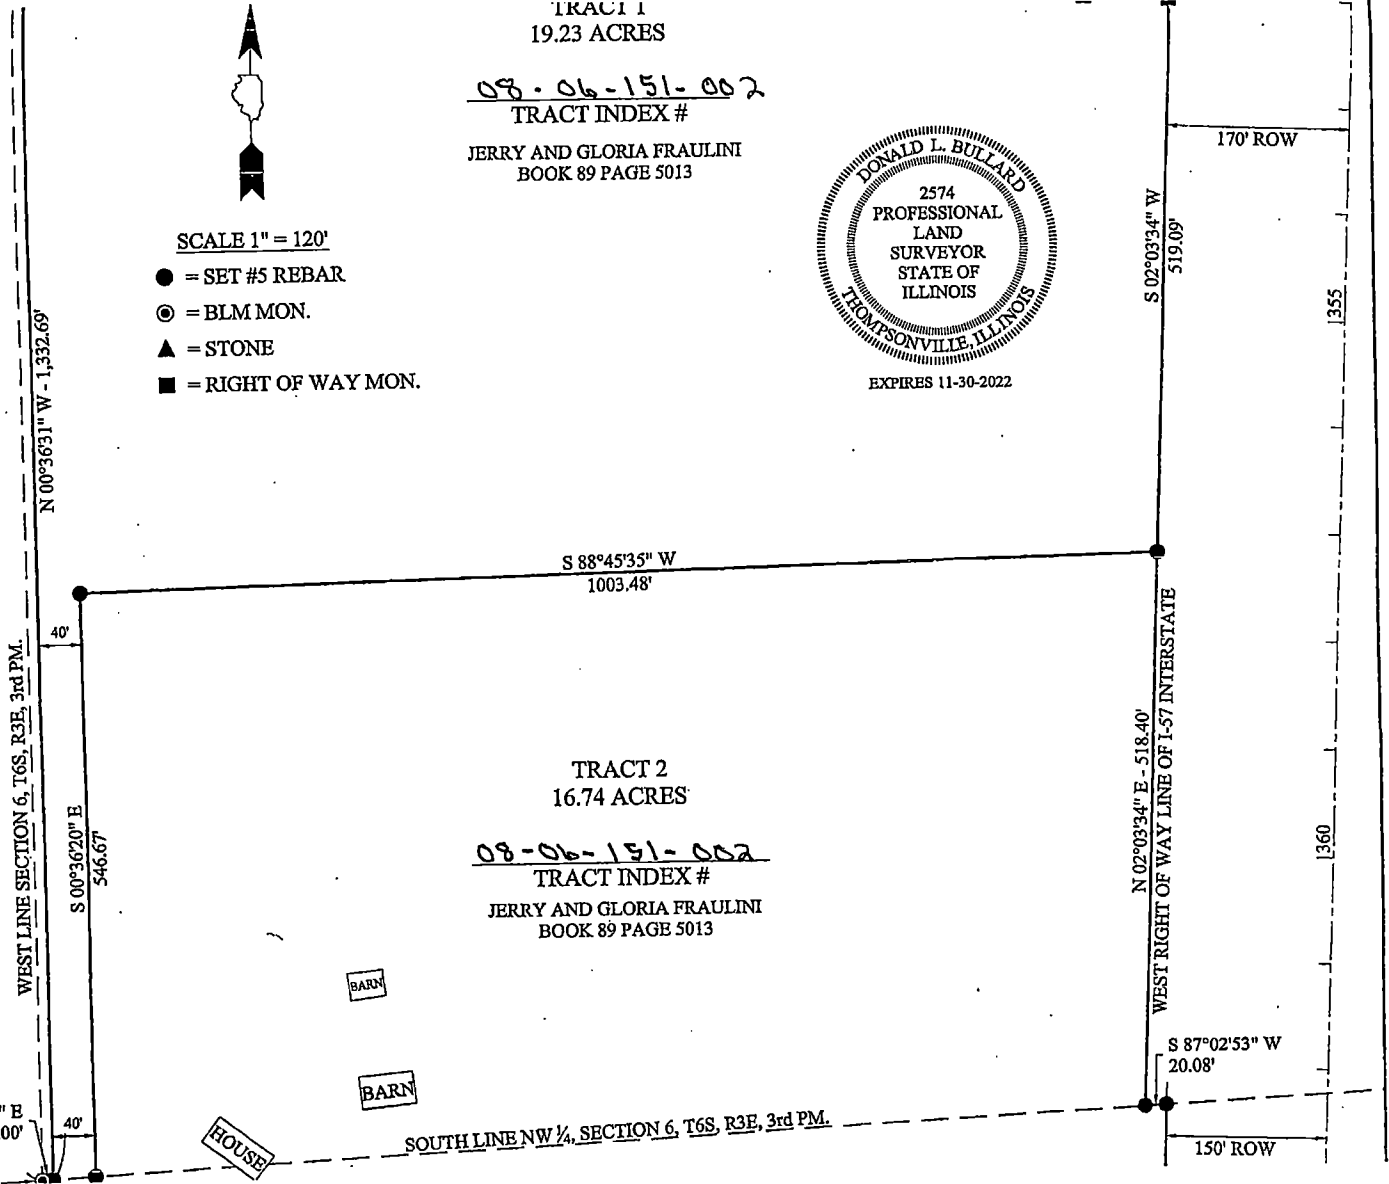 TRACT 1
19.23 ACRES
08-06-151-002
TRACT INDEX #
JERRY AND GLORIA FRAULINI
BOOK 89 PAGE 5013
SCALE 1" = 120'
= SET #5 REBAR
= BLM MON.
= STONE
= RIGHT OF WAY MON.
DONALD L. BULLARD
2574
PROFESSIONAL
LAND
SURVEYOR
STATE OF
ILLINOIS
THOMPSONVILLE, ILLINOIS
EXPIRES 11-30-2022
170' ROW
S 02°03'34" W
519.09'
355
N 00°36'31" W - 1,332.69'
S 88°45'35" W
1003.48'
40'
WEST LINE SECTION 6, T6S, R3E, 3rd PM.
S 00°36'20" E
546.67'
TRACT 2
16.74 ACRES
08-06-151-002
TRACT INDEX #
JERRY AND GLORIA FRAULINI
BOOK 89 PAGE 5013
N 02°03'34" E - 518.40'
WEST RIGHT OF WAY LINE OF I-57 INTERSTATE
360
BARN
BARN
HOUSE
S 87°02'53" W
20.08'
" E
00'
40'
SOUTH LINE NW ¼, SECTION 6, T6S, R3E, 3rd PM.
150' ROW